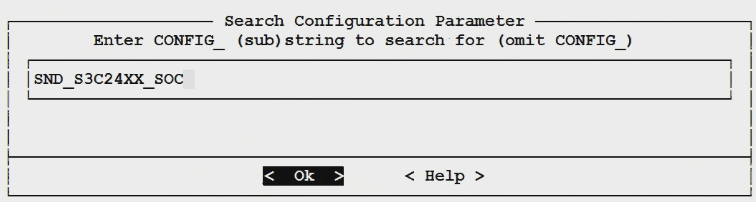 Search Configuration Parameter
Enter CONFIG_ (sub)string to search for (omit CONFIG_)
SND_S3C24XX_SOC
< Ok > < Help >